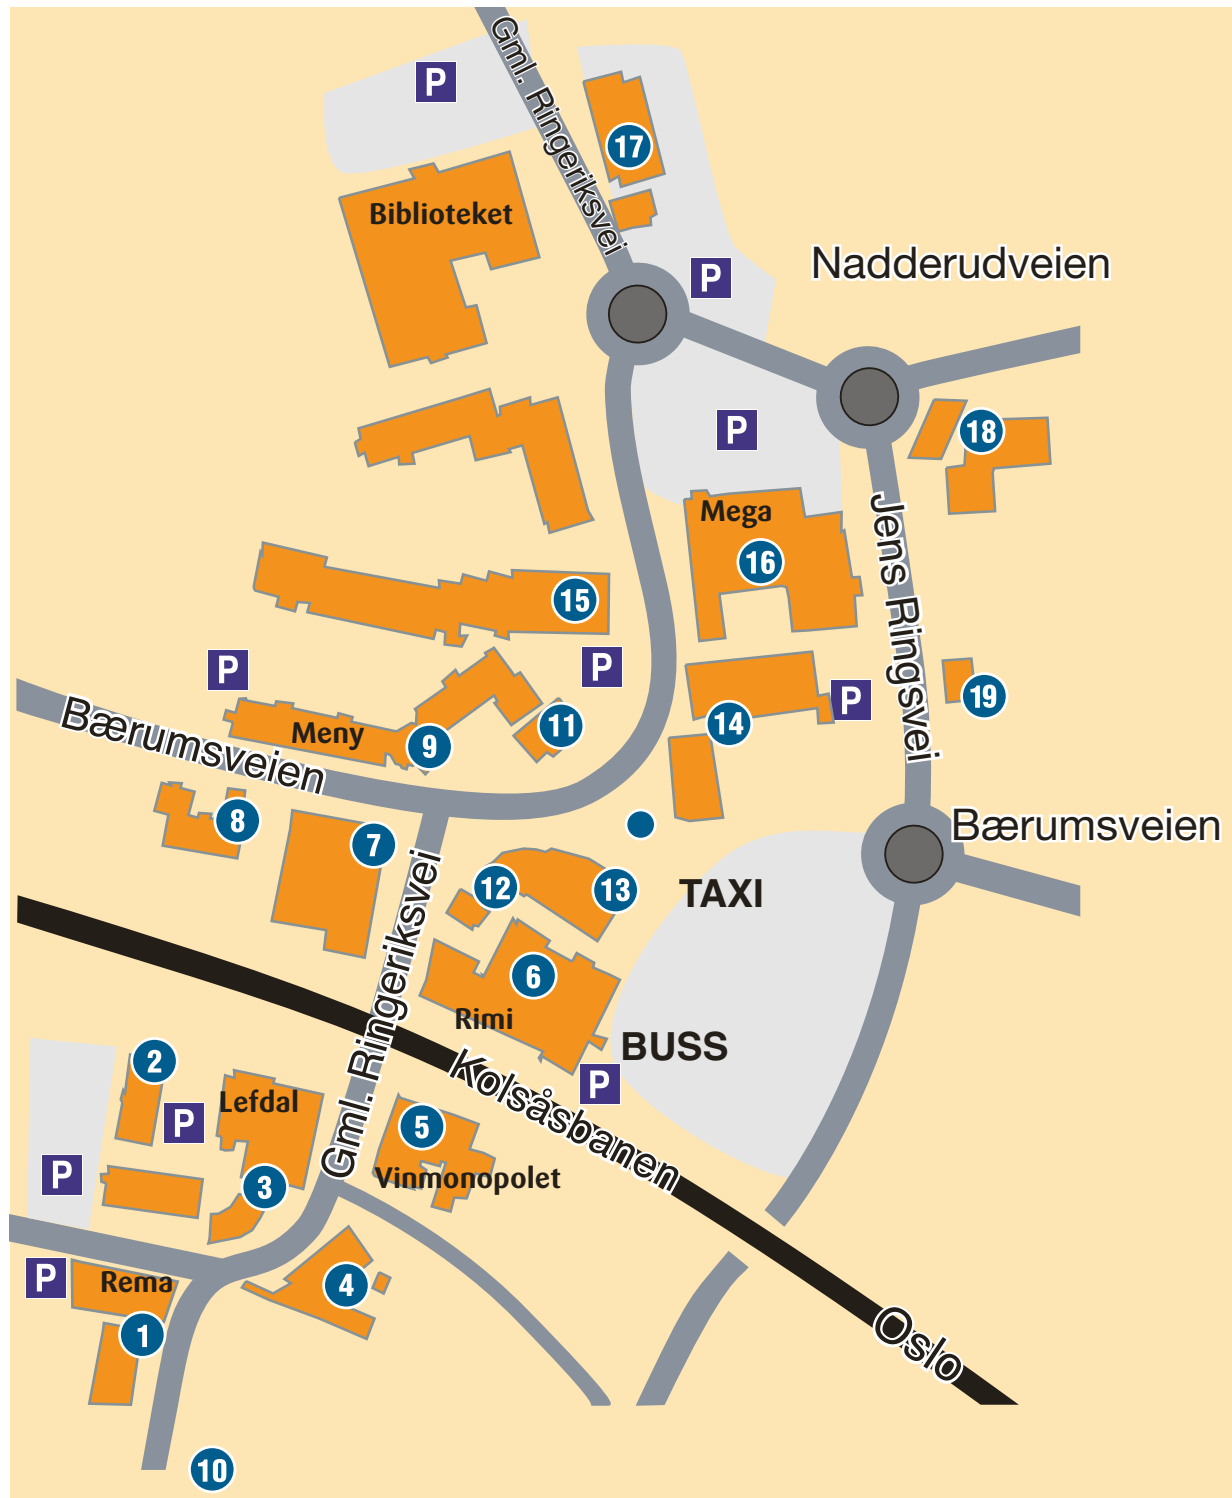 Gml. Ringeriksvei
P
17
Biblioteket
Nadderudveien
P
P
18
Mega
16
Jens Ringsvei
15
P
P
19
P
Bærumsveien
Meny
9
11
14
8
7
Bærumsveien
12
13
TAXI
Gml. Ringeriksvei
6
Rimi
BUSS
2
Kolsåsbanen
P
Lefdal
P
5
P
3
Vinmonopolet
P
Rema
4
1
Oslo
10